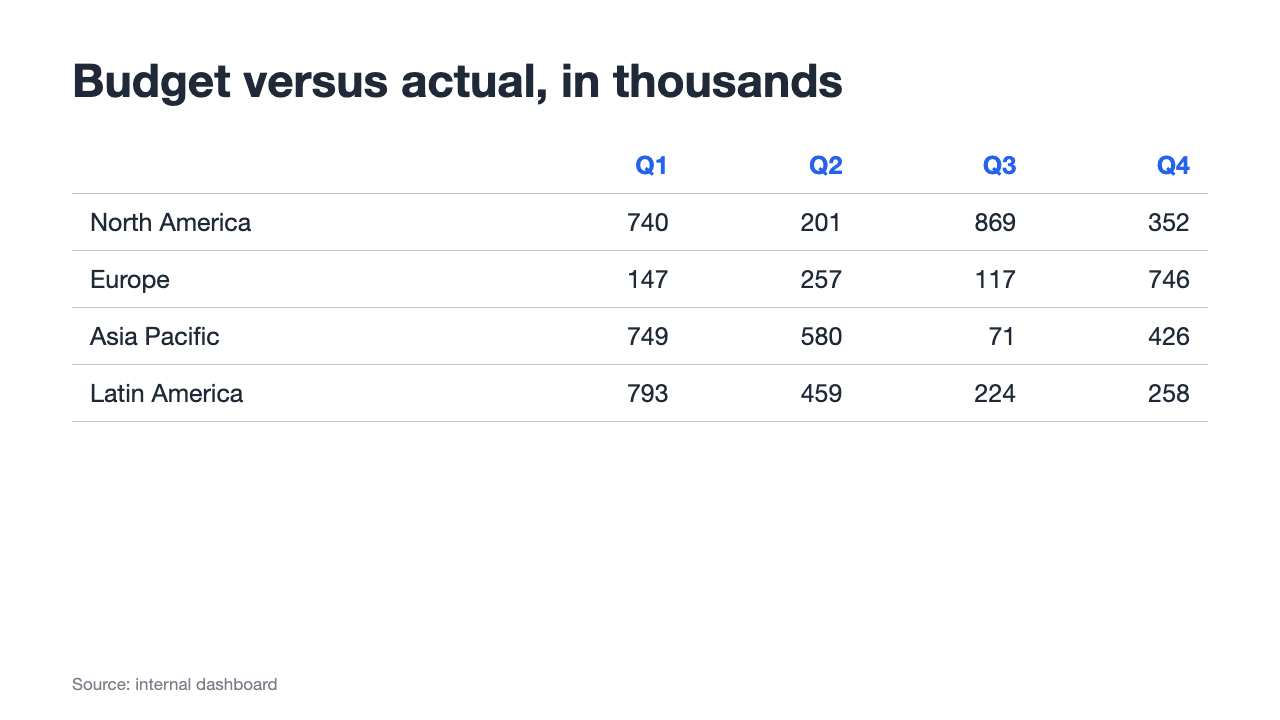 Budget versus actual, in thousands
Q1 Q2 Q3 Q4
North America 740 201 869 352
Europe 147 257 117 746
Asia Pacific 749 580 71 426
Latin America 793 459 224 258
Source: internal dashboard